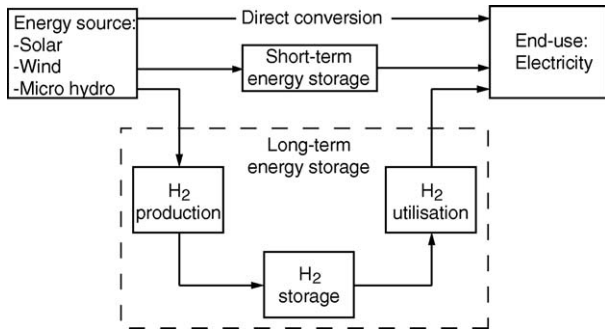 Energy source:
-Solar
-Wind
-Micro hydro
Direct conversion
Short-term
energy storage
End-use:
Electricity
Long-term
energy storage
H2
production
H2
utilisation
H2
storage